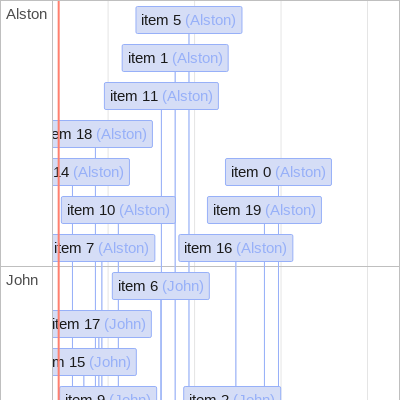 Alston
item 5 (Alston)
item 1 (Alston)
item 11 (Alston)
em 18 (Alston)
14 (Alston)
item 0 (Alston)
item 10 (Alston)
item 19 (Alston)
item 7 (Alston)
item 16 (Alston)
John
item 6 (John)
item 17 (John)
m 15 (John)
item 9 (John)
item 2 (John)